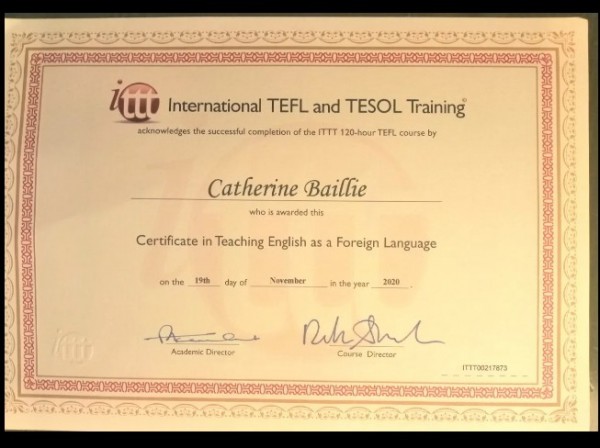 ittt International TEFL and TESOL Training
acknowledges the successful completion of the ITTT 120-hour TEFL course by
Catherine Baillie
who is awarded this
Certificate in Teaching English as a Foreign Language
on the 19th day of November in the year 2020 .
Academic Director Course Director
ittt
ITTT00217873